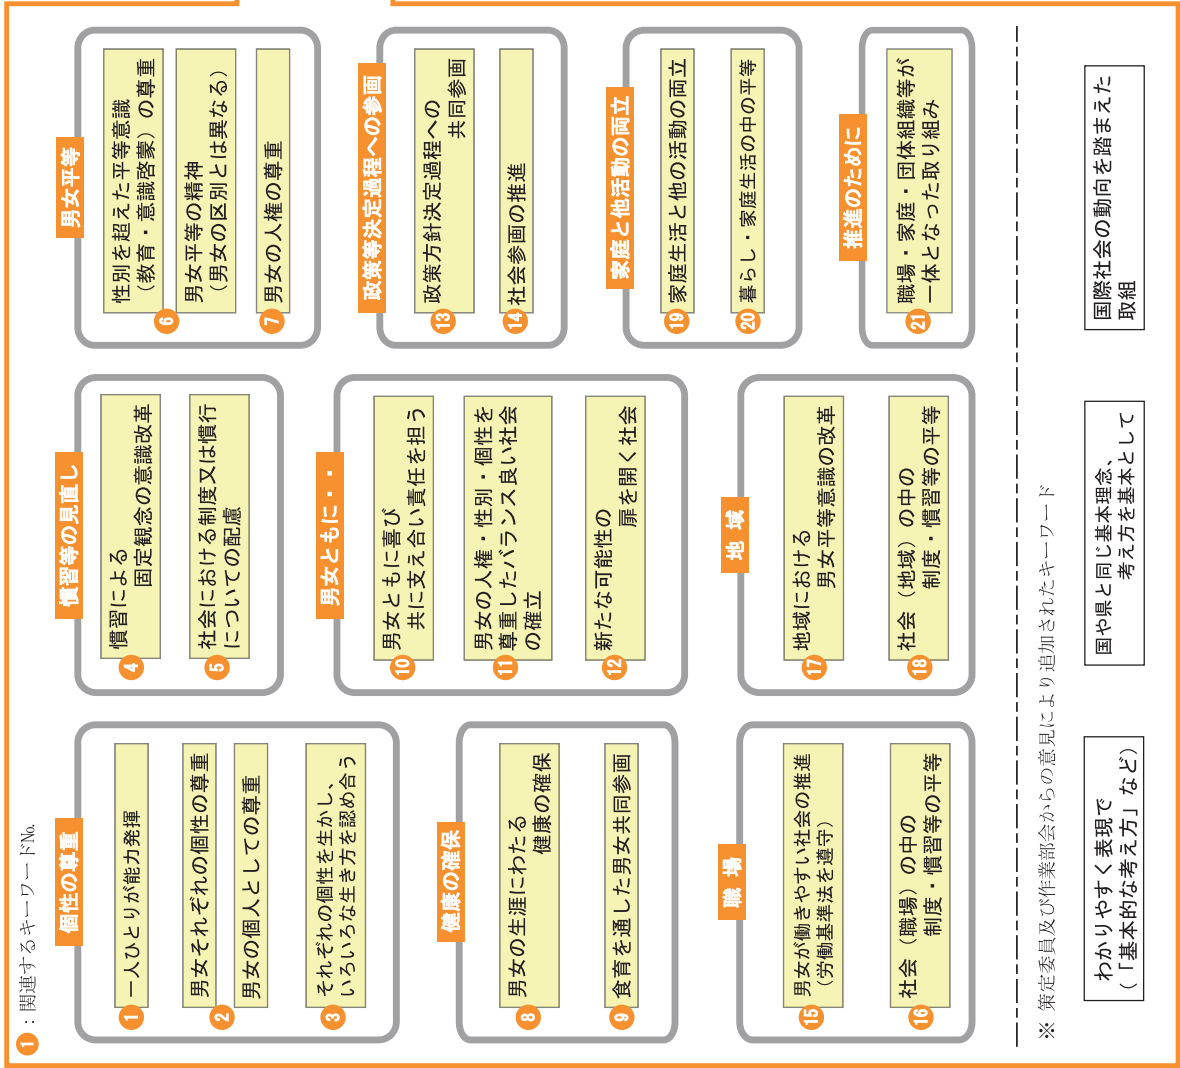 1：関連するキーワード№
個性の尊重
1
一人ひとりが能力発揮
2
男女それぞれの個性の尊重
男女の個人としての尊重
3
それぞれの個性を生かし、
いろいろな生き方を認め合う
慣習等の見直し
4
慣習による
固定観念の意識改革
5
社会における制度又は慣行
についての配慮
男女平等
6
性別を超えた平等意識
（教育・意識啓蒙）の尊重
男女平等の精神
（男女の区別とは異なる）
7
男女の人権の尊重
健康の確保
8
男女の生涯にわたる
健康の確保
9
食育を通した男女共同参画
男女ともに・・
10
男女ともに喜び
共に支え合い責任を担う
11
男女の人権・性別・個性を
尊重したバランス良い社会
の確立
12
新たな可能性の
扉を開く社会
政策等決定過程への参画
13
政策方針決定過程への
共同参画
14
社会参画の推進
職 場
15
男女が働きやすい社会の推進
（労働基準法を遵守）
16
社会（職場）の中の
制度・慣習等の平等
地 域
17
地域における
男女平等意識の改革
18
社会（地域）の中の
制度・慣習等の平等
家庭と他活動の両立
19
家庭生活と他の活動の両立
20
暮らし・家庭生活の中の平等
推進のために
21
職場・家庭・団体組織等が
一体となった取り組み
※ 策定委員及び作業部会からの意見により追加されたキーワード
わかりやすく表現で
（「基本的な考え方」など）
国や県と同じ基本理念、
考え方を基本として
国際社会の動向を踏まえた
取組